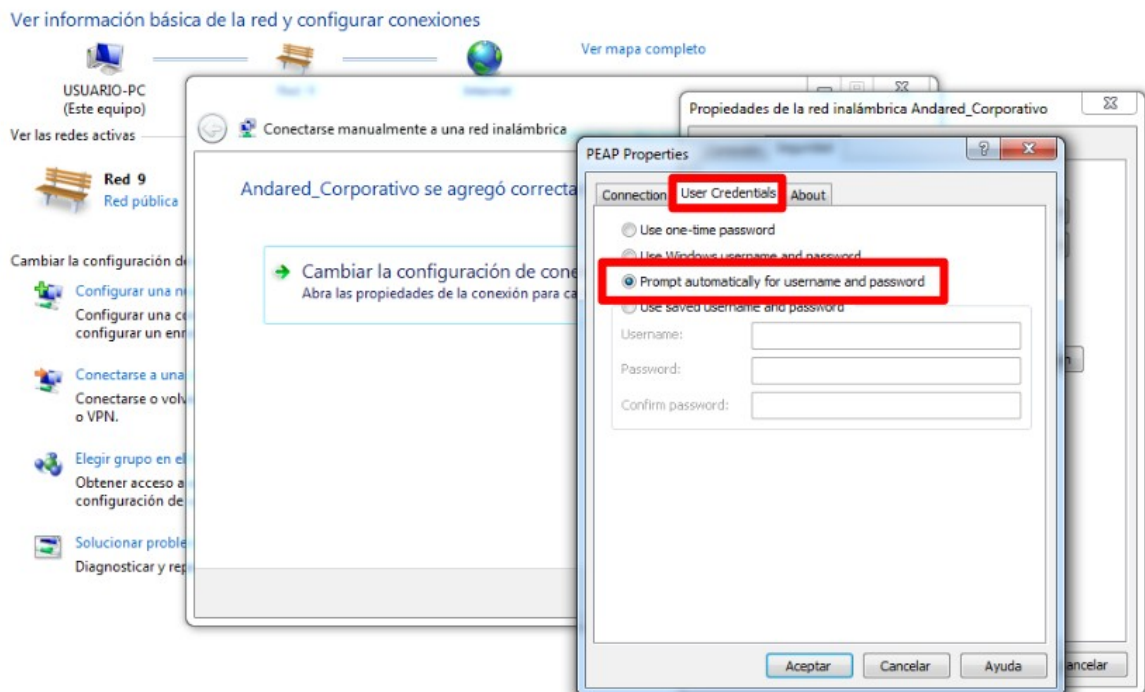 Ver información básica de la red y configurar conexiones
Ver mapa completo
USUARIO-PC
(Este equipo)
Ver las redes activas
Red 9
Red pública
Cambiar la configuración d
Configurar una n
Configurar una c
configurar un enr
Conectarse a una
Conectarse o volv
o VPN.
Elegir grupo en el
Obtener acceso a
configuración de
Solucionar proble
Diagnosticar y rep
Conectarse manualmente a una red inalámbrica
Andared_Corporativo se agregó correcta
Cambiar la configuración de cone
Abra las propiedades de la conexión para ca
Propiedades de la red inalámbrica Andared_Corporativo
PEAP Properties
Connection
User Credentials
About
Use one-time password
Use Windows username and password
Prompt automatically for username and password
Use saved username and password
Username:
Password:
Confirm password:
Aceptar
Cancelar
Ayuda
ancelar